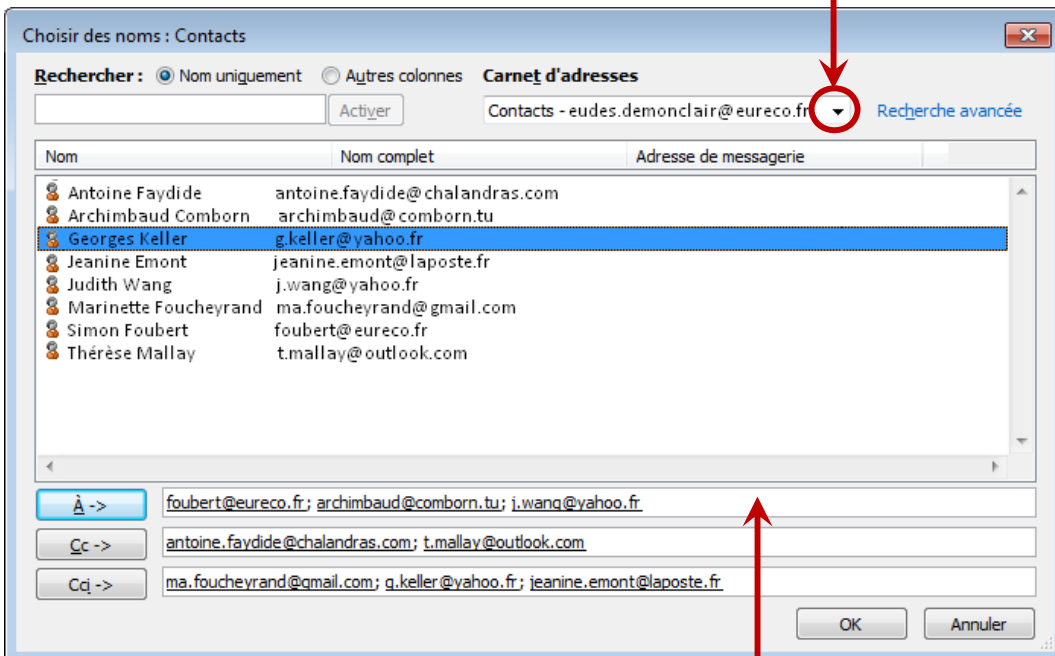 Choisir des noms : Contacts
Rechercher : Nom uniquement Autres colonnes Carnet d'adresses
Activer Contacts - eudes.demonclair@eureco.fr Recherche avancée
Nom Nom complet Adresse de messagerie
Antoine Faydide antoine.faydide@chalandras.com
Archimbaud Comborn archimbaud@comborn.tu
Georges Keller g.keller@yahoo.fr
Jeanine Emont jeanine.emont@laposte.fr
Judith Wang j.wang@yahoo.fr
Marinette Foucheyrand ma.foucheyrand@gmail.com
Simon Foubert foubert@eureco.fr
Thérèse Mallay t.mallay@outlook.com
À -> foubert@eureco.fr; archimbaud@comborn.tu; j.wang@yahoo.fr
Cc -> antoine.faydide@chalandras.com; t.mallay@outlook.com
Cci -> ma.foucheyrand@gmail.com; g.keller@yahoo.fr; jeanine.emont@laposte.fr
OK Annuler